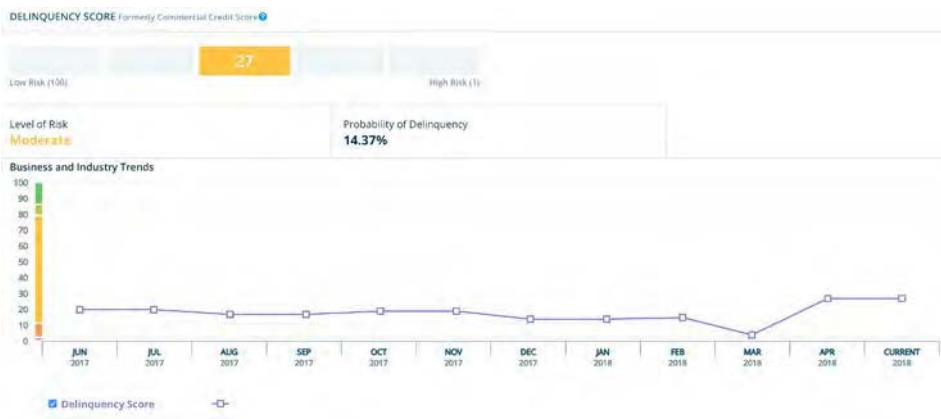 DELINQUENCY SCORE Formerly Commercial Credit Score
27
Low Risk (100) High Risk (1)
Level of Risk Probability of Delinquency
Moderate 14.37%
Business and Industry Trends
100
90
80
70
60
50
40
30
20
10
0
JUN JUL AUG SEP OCT NOV DEC JAN FEB MAR APR CURRENT
2017 2017 2017 2017 2017 2017 2017 2018 2018 2018 2018 2018
Delinquency Score